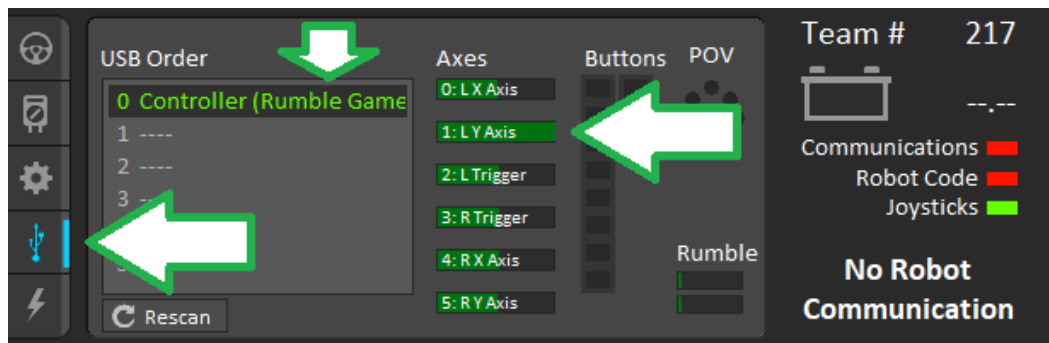 Team # 217
USB Order
Axes
Buttons
POV
0 Controller (Rumble Game
1 ----
2 ----
3
0: L X Axis
1: L Y Axis
2: L Trigger
3: R Trigger
4: R X Axis
5: R Y Axis
Rumble
Rescan
--.--
Communications
Robot Code
Joysticks
No Robot
Communication